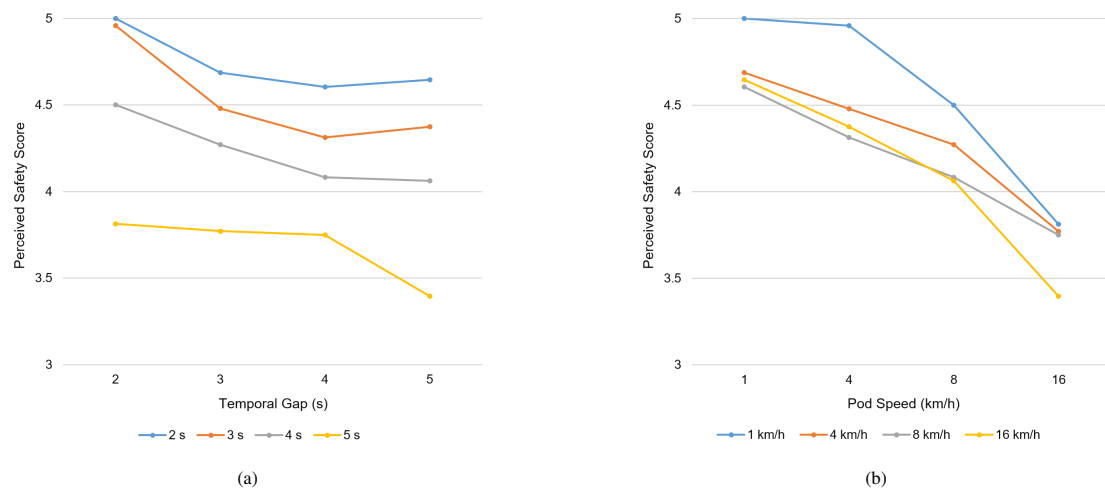 5
4.5
4
3.5
3
Perceived Safety Score
2 3 4 5
Temporal Gap (s)
2 s 3 s 4 s 5 s
(a)
5
4.5
4
3.5
3
Perceived Safety Score
1 4 8 16
Pod Speed (km/h)
1 km/h 4 km/h 8 km/h 16 km/h
(b)